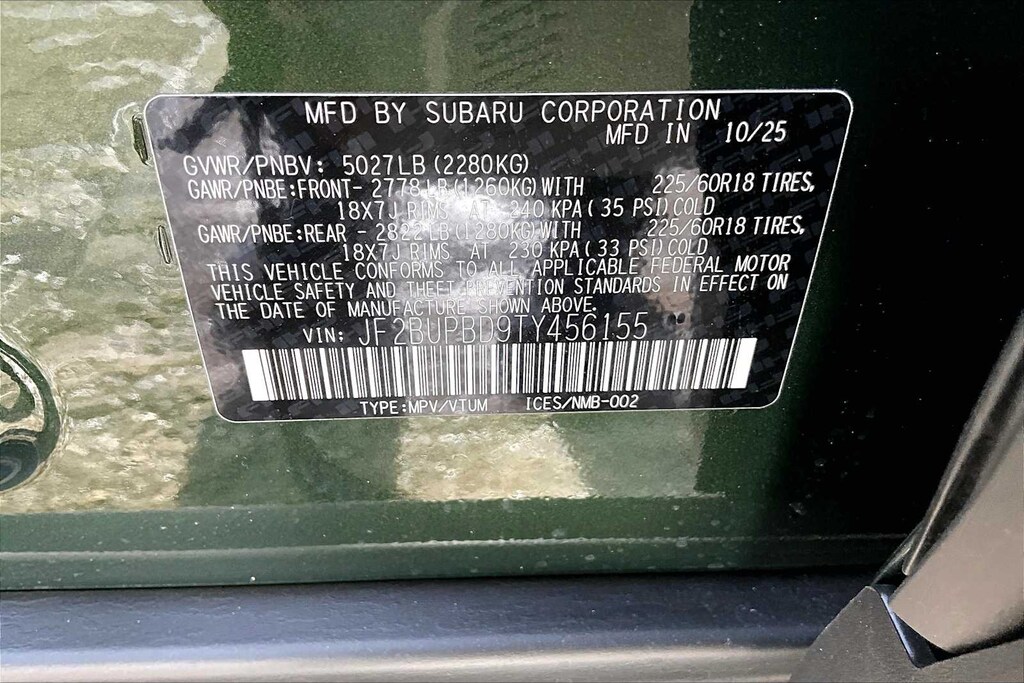 MFD BY SUBARU CORPORATION
MFD IN 10/25
GVWR/PNBV: 5027LB(2280KG)
GAWR/PNBE:FRONT- 2778LB(1260KG)WITH 225/60R18 TIRES,
18X7J RIMS AT 240 KPA( 35 PSI)COLD
GAWR/PNBE:REAR - 2822LB(1280KG)WITH 225/60R18 TIRES,
18X7J RIMS AT 230 KPA( 33 PSI)COLD
THIS VEHICLE CONFORMS TO ALL APPLICABLE FEDERAL MOTOR
VEHICLE SAFETY AND THEFT PREVENTION STANDARDS IN EFFECT ON
THE DATE OF MANUFACTURE SHOWN ABOVE.
VIN: JF2BUPBD9TY456155
TYPE:MPV/VTUM ICES/NMB-002